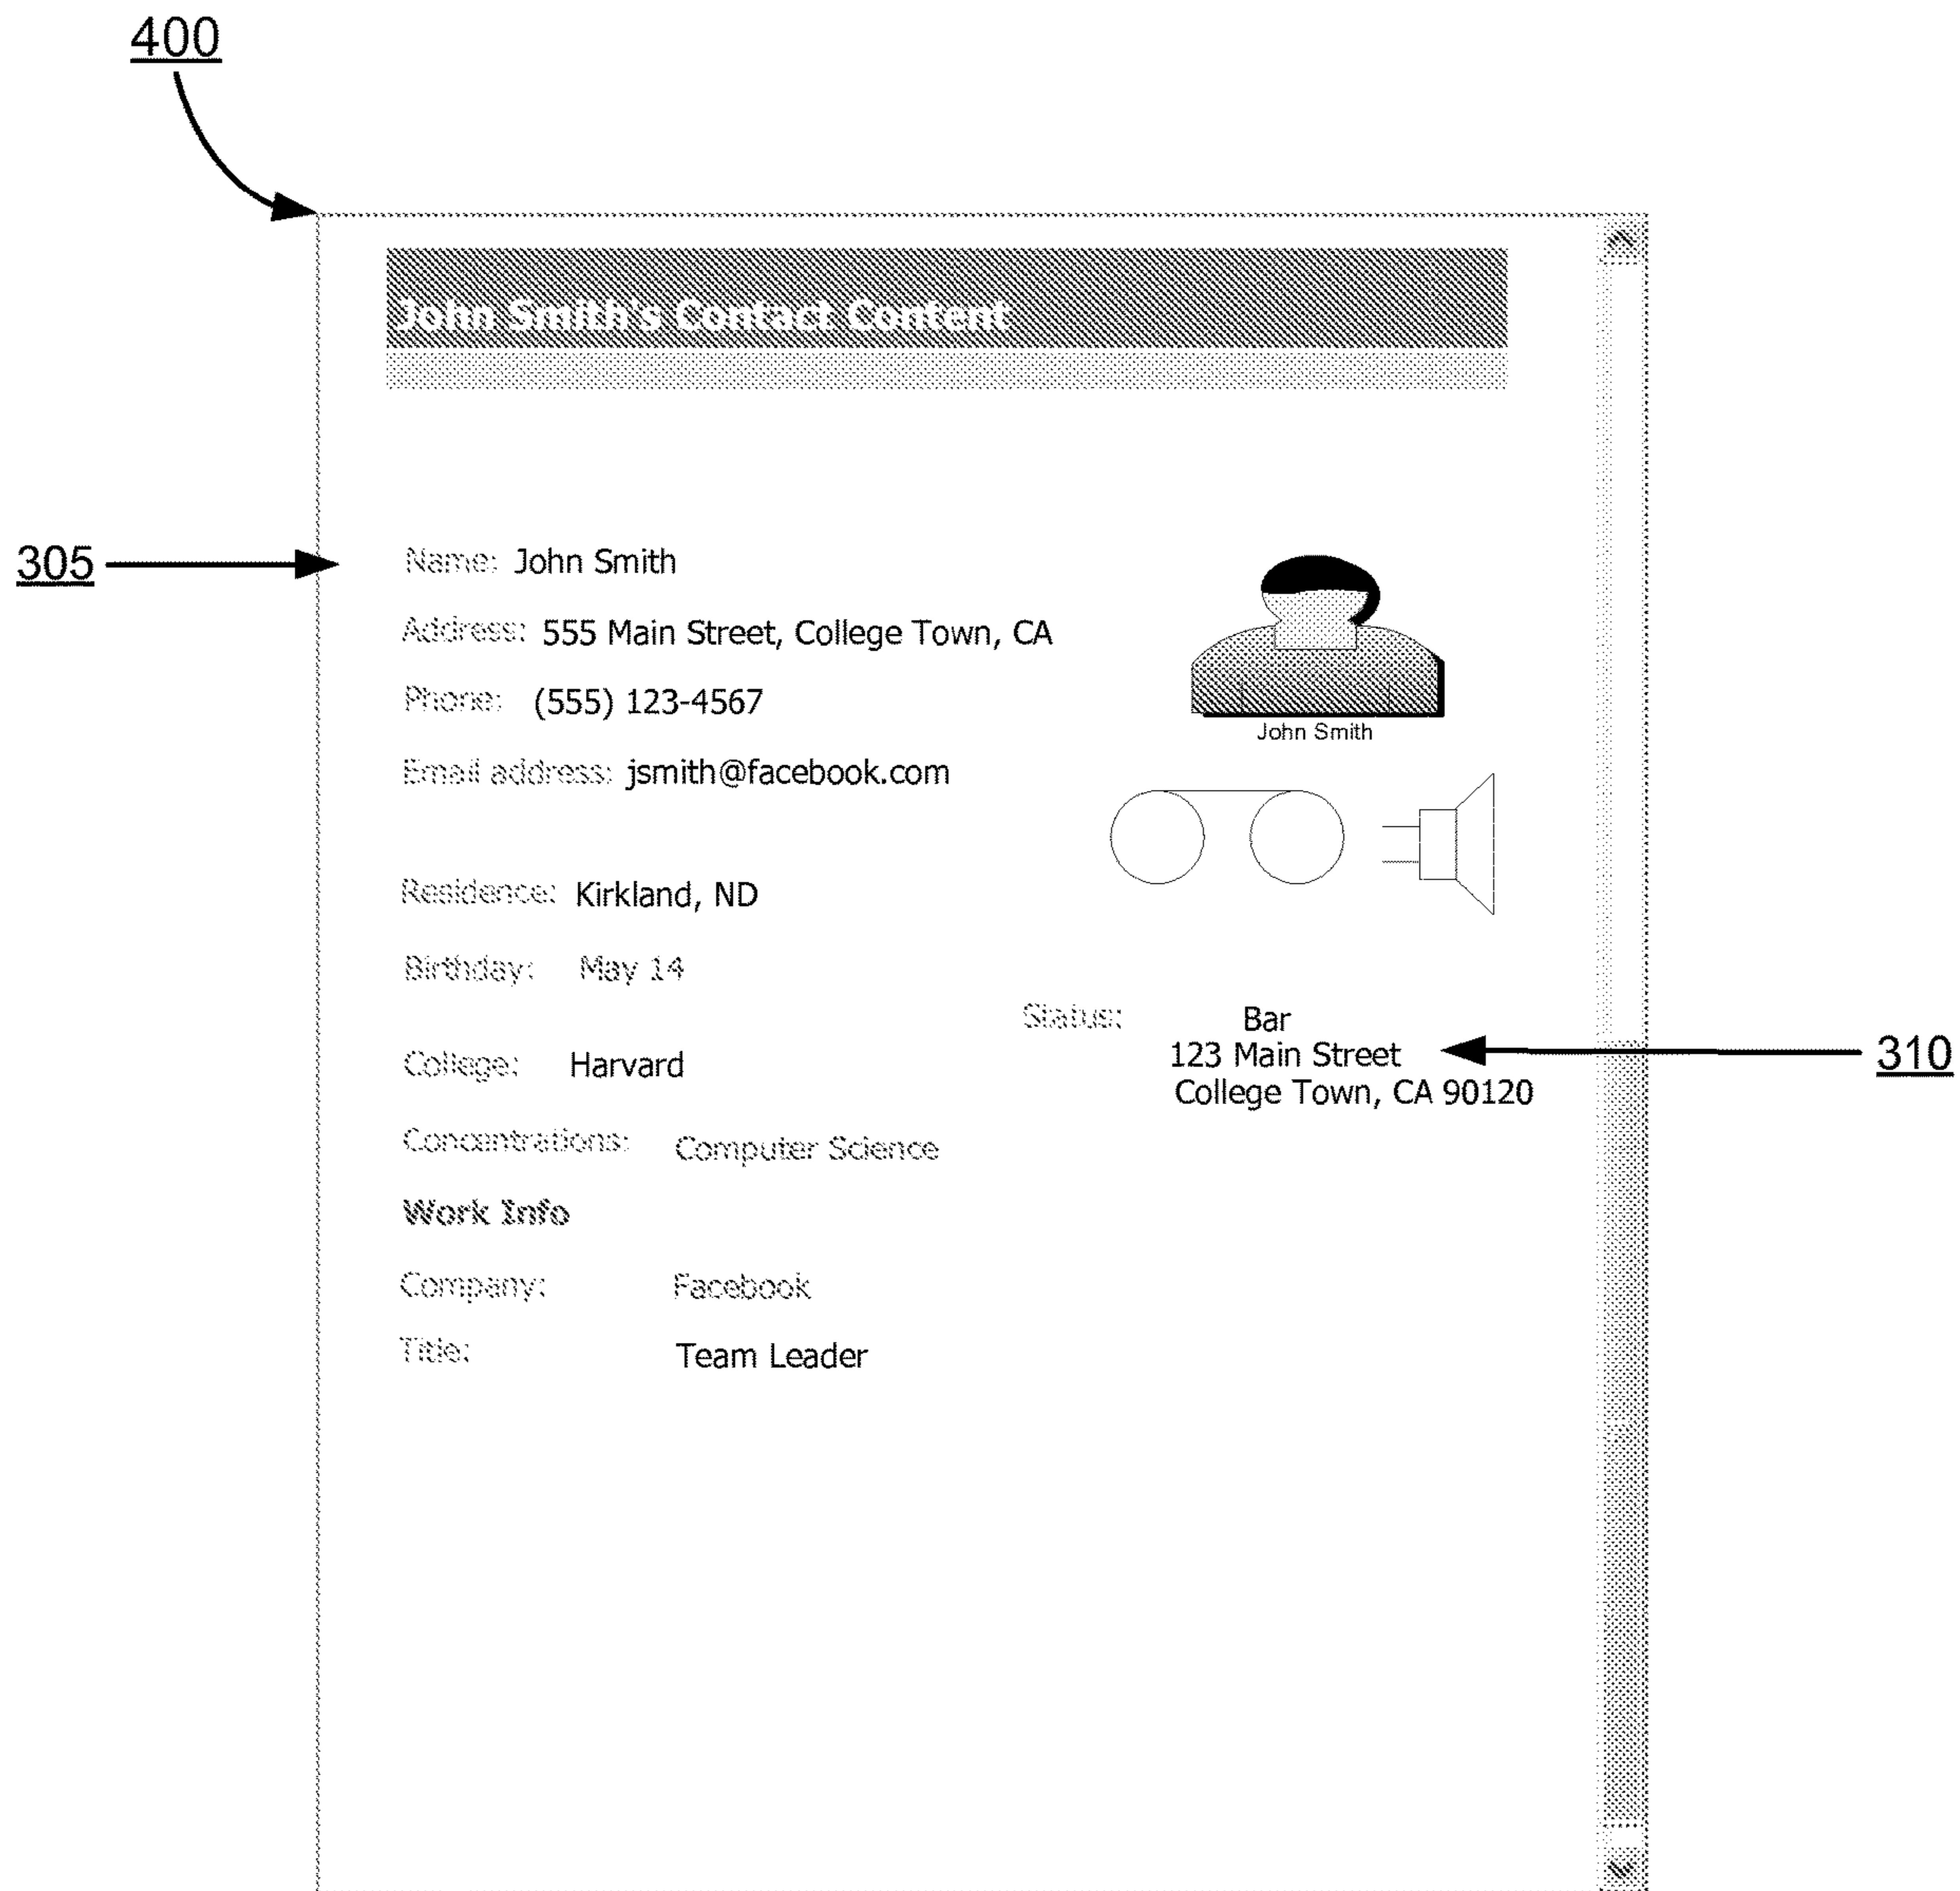 400
John Smith's Contact Content
305
Name: John Smith
Address: 555 Main Street, College Town, CA
Phone: (555) 123-4567
John Smith
Email address: jsmith@facebook.com
Residence: Kirkland, ND
Birthday: May 14
Status: Bar
123 Main Street
310
College Town, CA 90120
College: Harvard
Concentrations: Computer Science
Work Info
Company: Facebook
Title: Team Leader